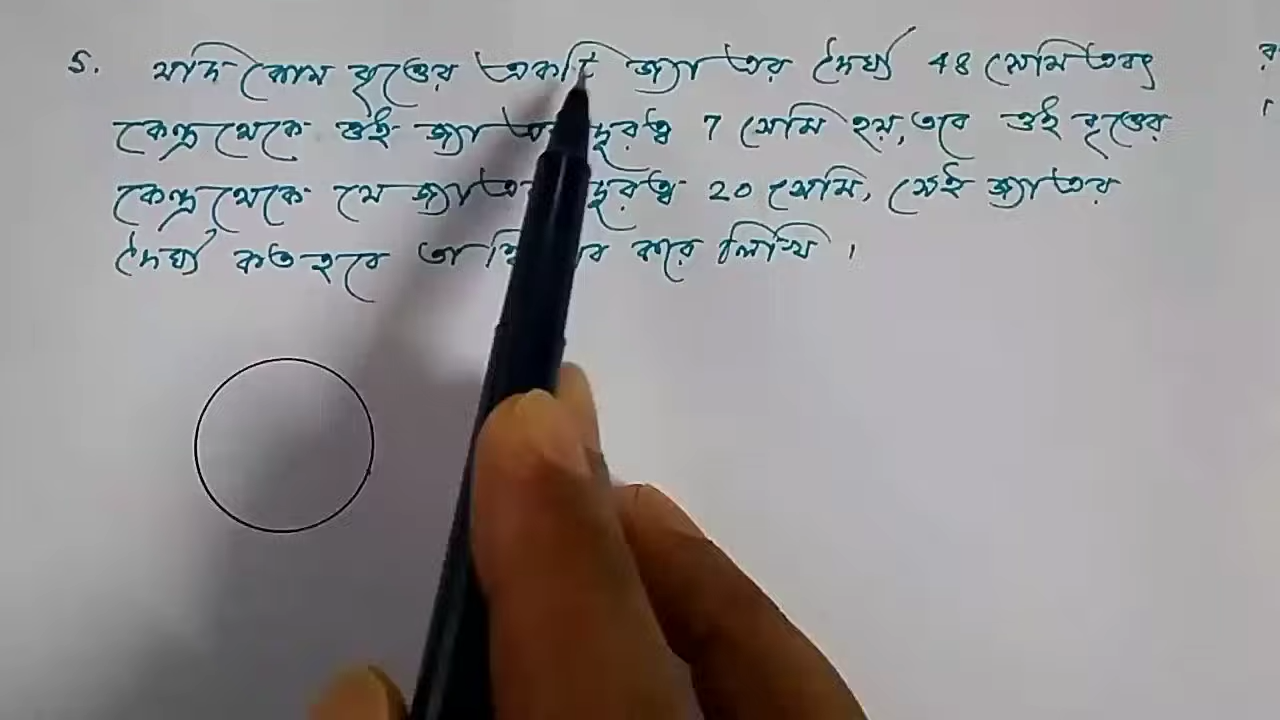 5. যদি কোন বৃত্তের একটি জ্যা এর দৈর্ঘ্য 48 সেমি এবং
কেন্দ্র থেকে ওই জ্যা দূরত্ব 7 সেমি হয়, তবে ওই বৃত্তের
কেন্দ্র থেকে যে জ্যা এর দূরত্ব 20 সেমি, সেই জ্যা এর
দৈর্ঘ্য কত হবে তা করে লিখি।